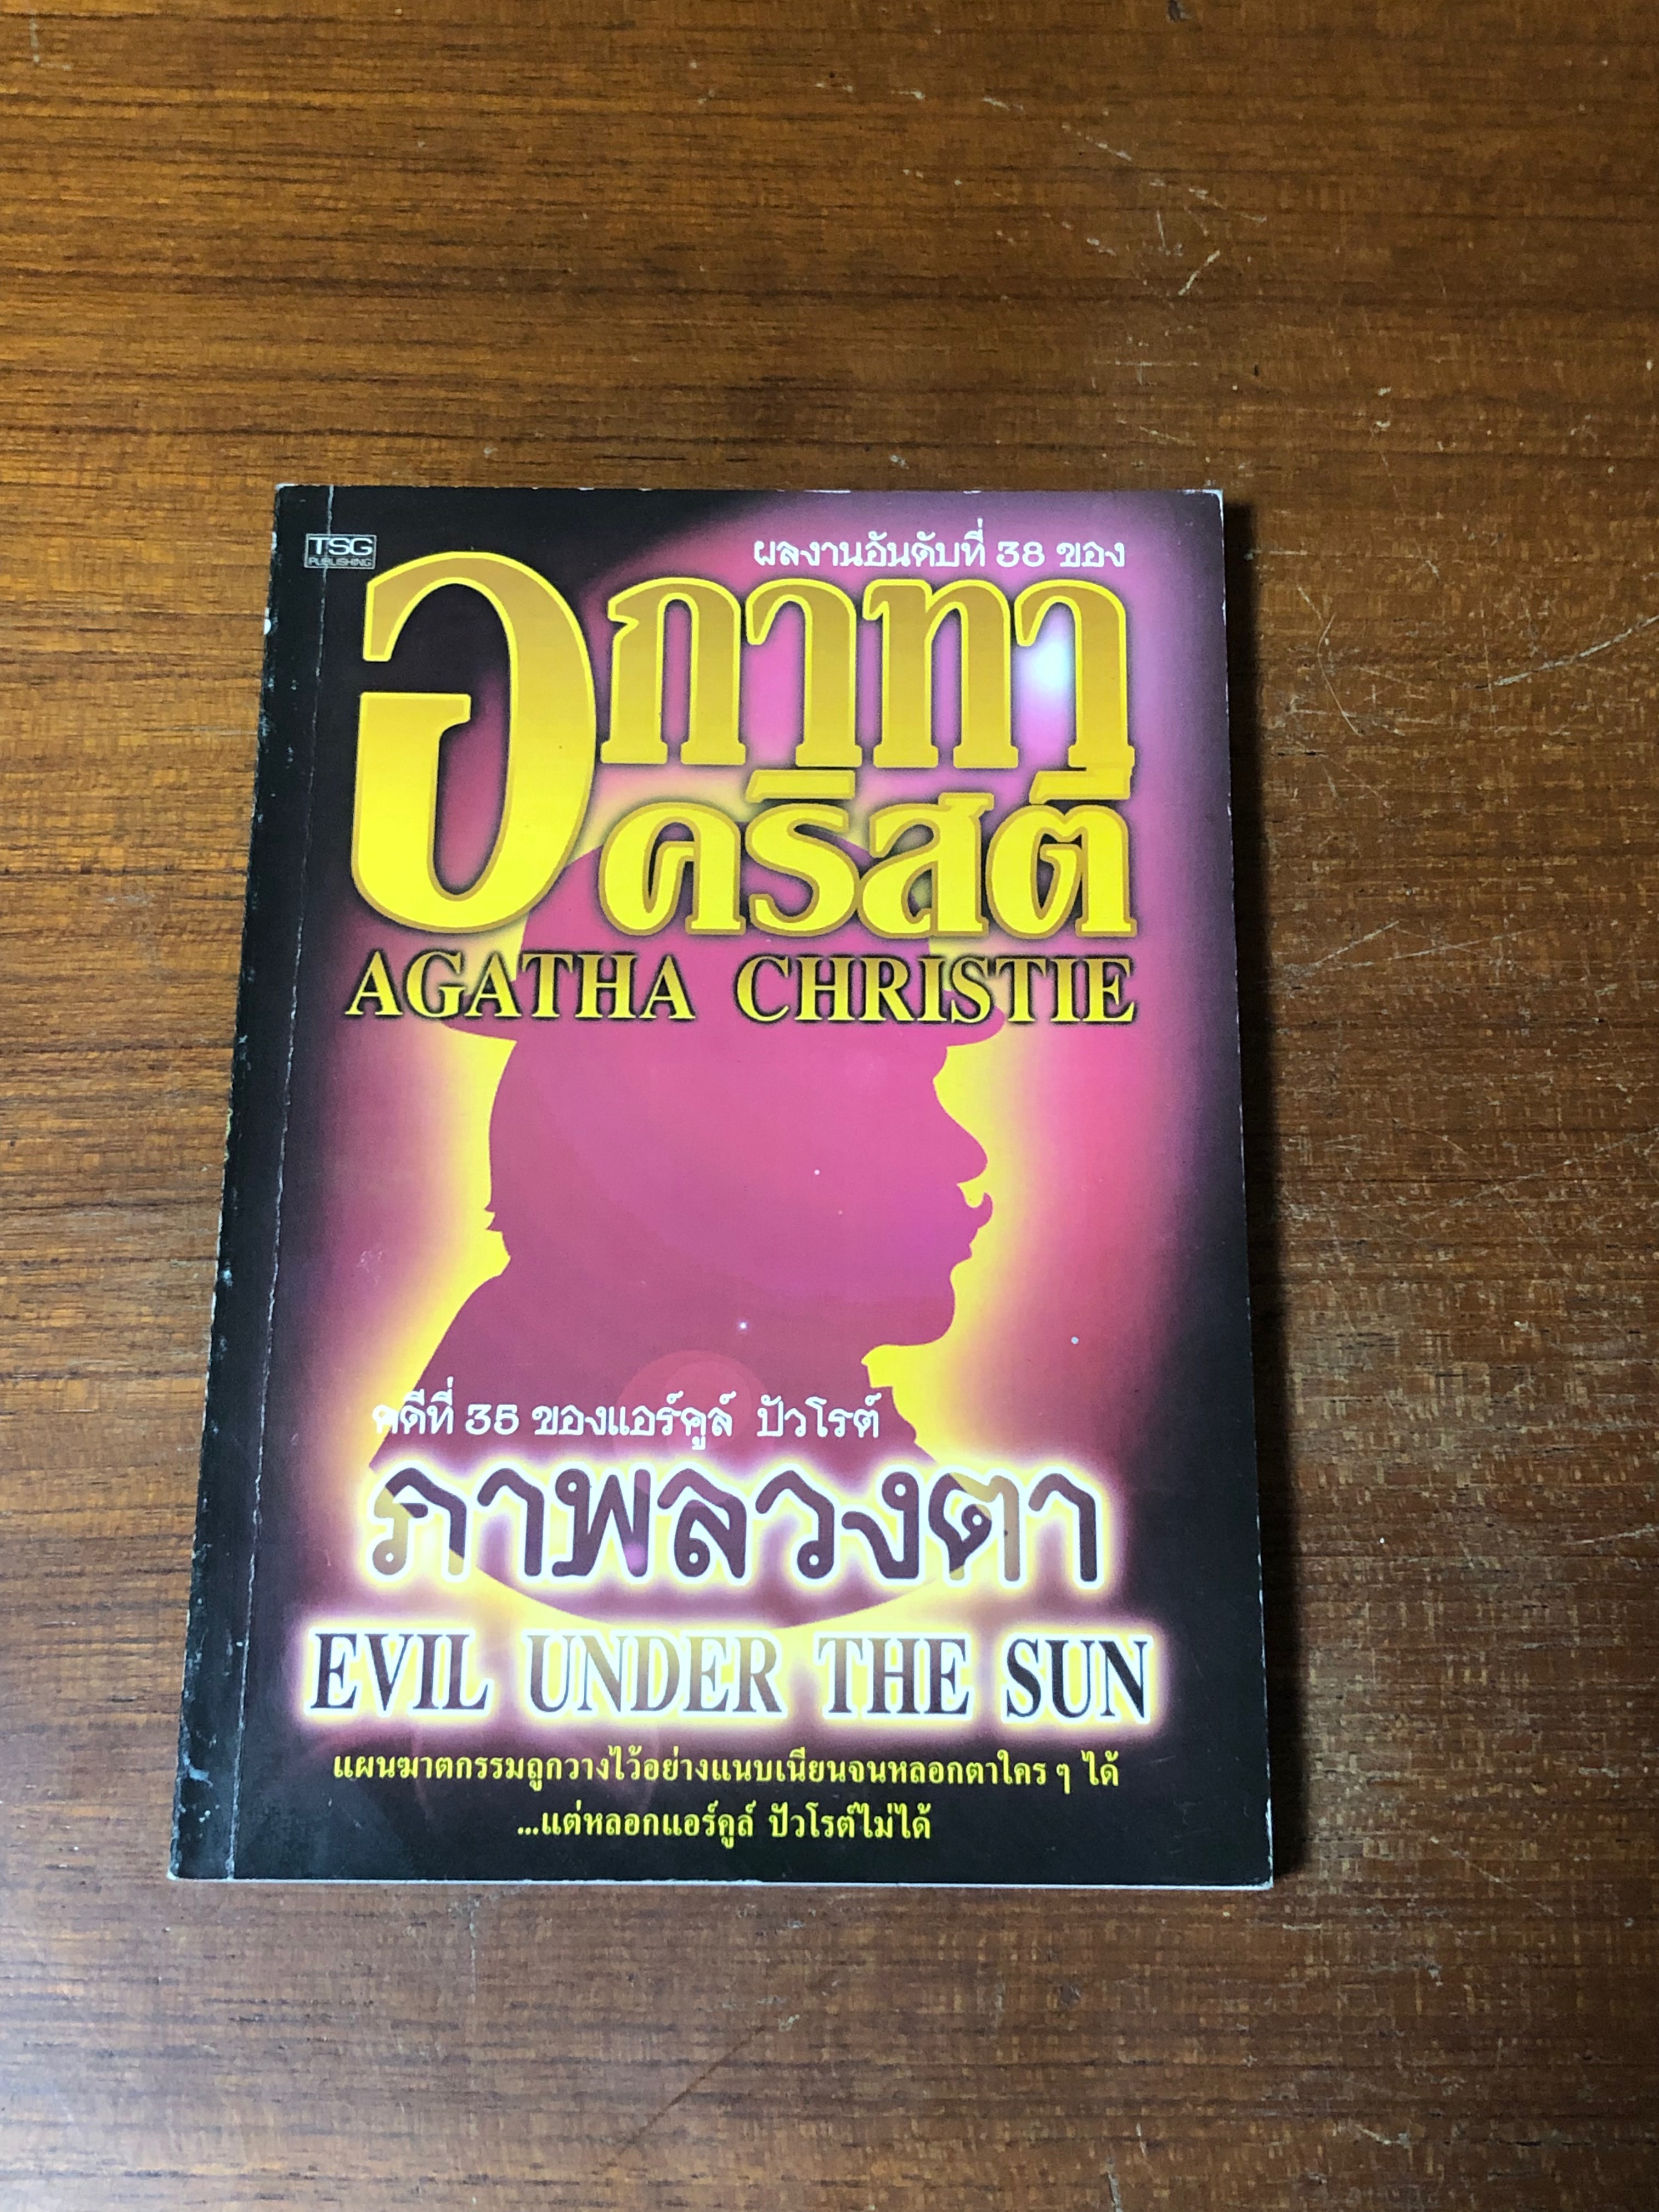 TSG
PUBLISHING
ผลงานอันดับที่ 38 ของ
อกาทา
คริสตี
AGATHA CHRISTIE
คดีที่ 35 ของแอร์คูล์ ปัวโรต์
ภาพลวงตา
EVIL UNDER THE SUN
แผนฆาตกรรมถูกวางไว้อย่างแนบเนียนจนหลอกตาใคร ๆ ได้
...แต่หลอกแอร์คูล์ ปัวโรต์ไม่ได้